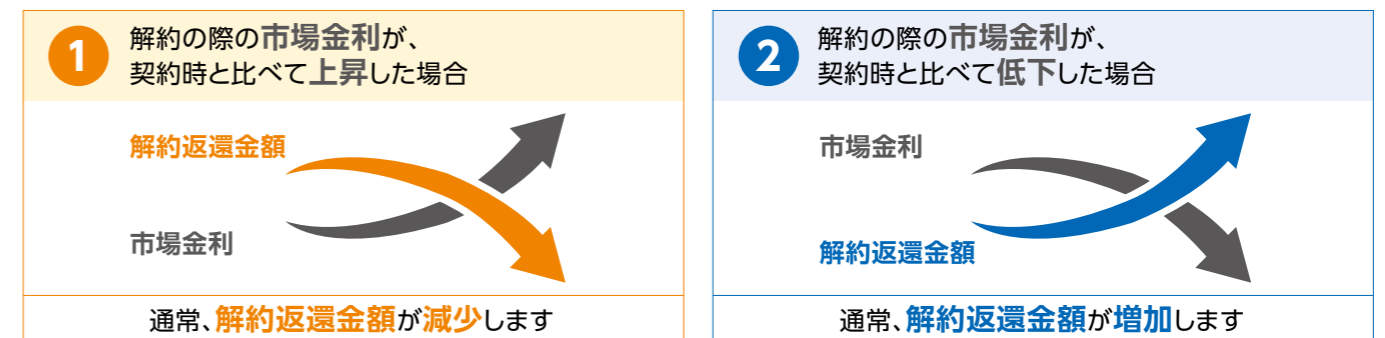 1
解約の際の市場金利が、
契約時と比べて上昇した場合
解約返還金額
市場金利
通常、解約返還金額が減少します
2
解約の際の市場金利が、
契約時と比べて低下した場合
市場金利
解約返還金額
通常、解約返還金額が増加します